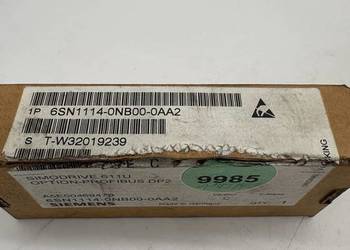 1P 6SN1114-0NB00-0AA2
S T-W32019239
SIMODRIVE 611U
OPTION-PROFIBUS DP2
9985
6SN1114-0NB00-0AA2
SIEMENS